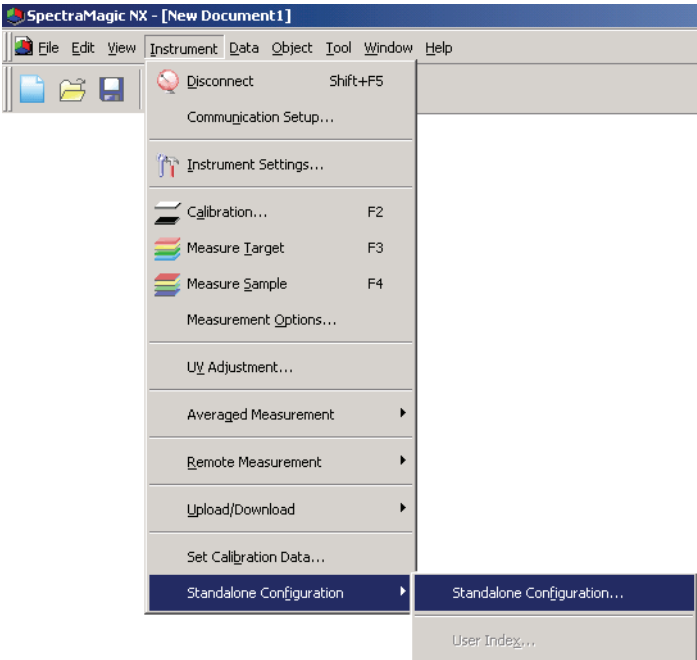 SpectraMagic NX - [New Document1]
File Edit View Instrument Data Object Tool Window Help
Disconnect Shift+F5
Communication Setup...
Instrument Settings...
Calibration... F2
Measure Target F3
Measure Sample F4
Measurement Options...
UV Adjustment...
Averaged Measurement
Remote Measurement
Upload/Download
Set Calibration Data...
Standalone Configuration Standalone Configuration...
User Index...